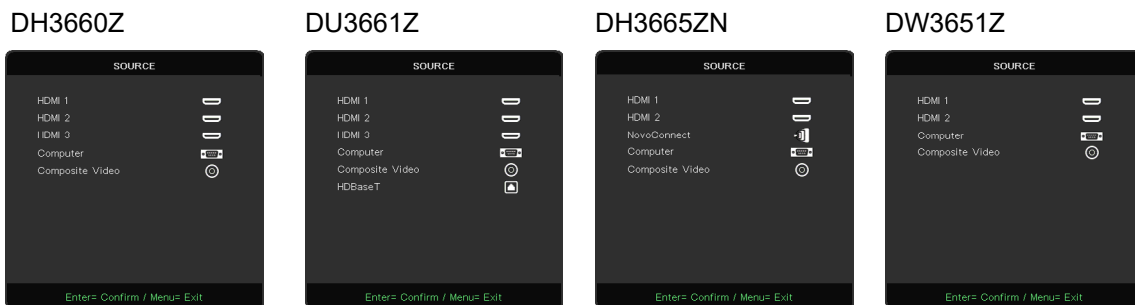 DH3660Z
SOURCE
HDMI 1
HDMI 2
HDMI 3
Computer
Composite Video
Enter= Confirm / Menu= Exit
DU3661Z
SOURCE
HDMI 1
HDMI 2
HDMI 3
Computer
Composite Video
HDBaseT
Enter= Confirm / Menu= Exit
DH3665ZN
SOURCE
HDMI 1
HDMI 2
NovoConnect
Computer
Composite Video
Enter= Confirm / Menu= Exit
DW3651Z
SOURCE
HDMI 1
HDMI 2
Computer
Composite Video
Enter= Confirm / Menu= Exit